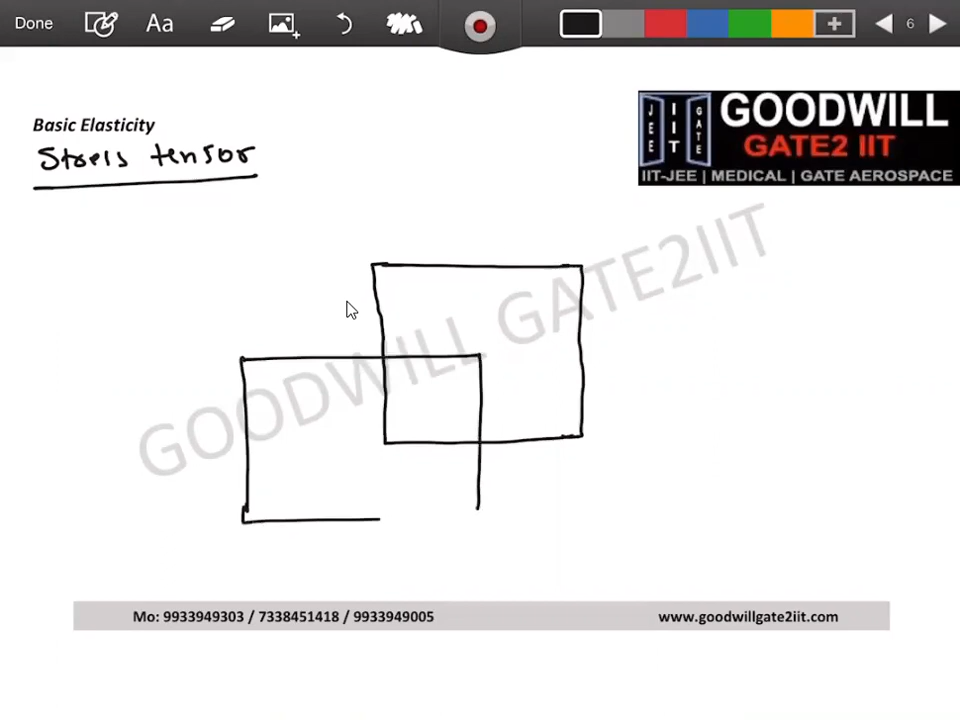 Done Aa 6
Basic Elasticity
Stress tensor
JEE IIT GATE
GOODWILL
GATE2 IIT
IIT-JEE | MEDICAL | GATE AEROSPACE
GOODWILL GATE2IIT
Mo: 9933949303 / 7338451418 / 9933949005 www.goodwillgate2iit.com